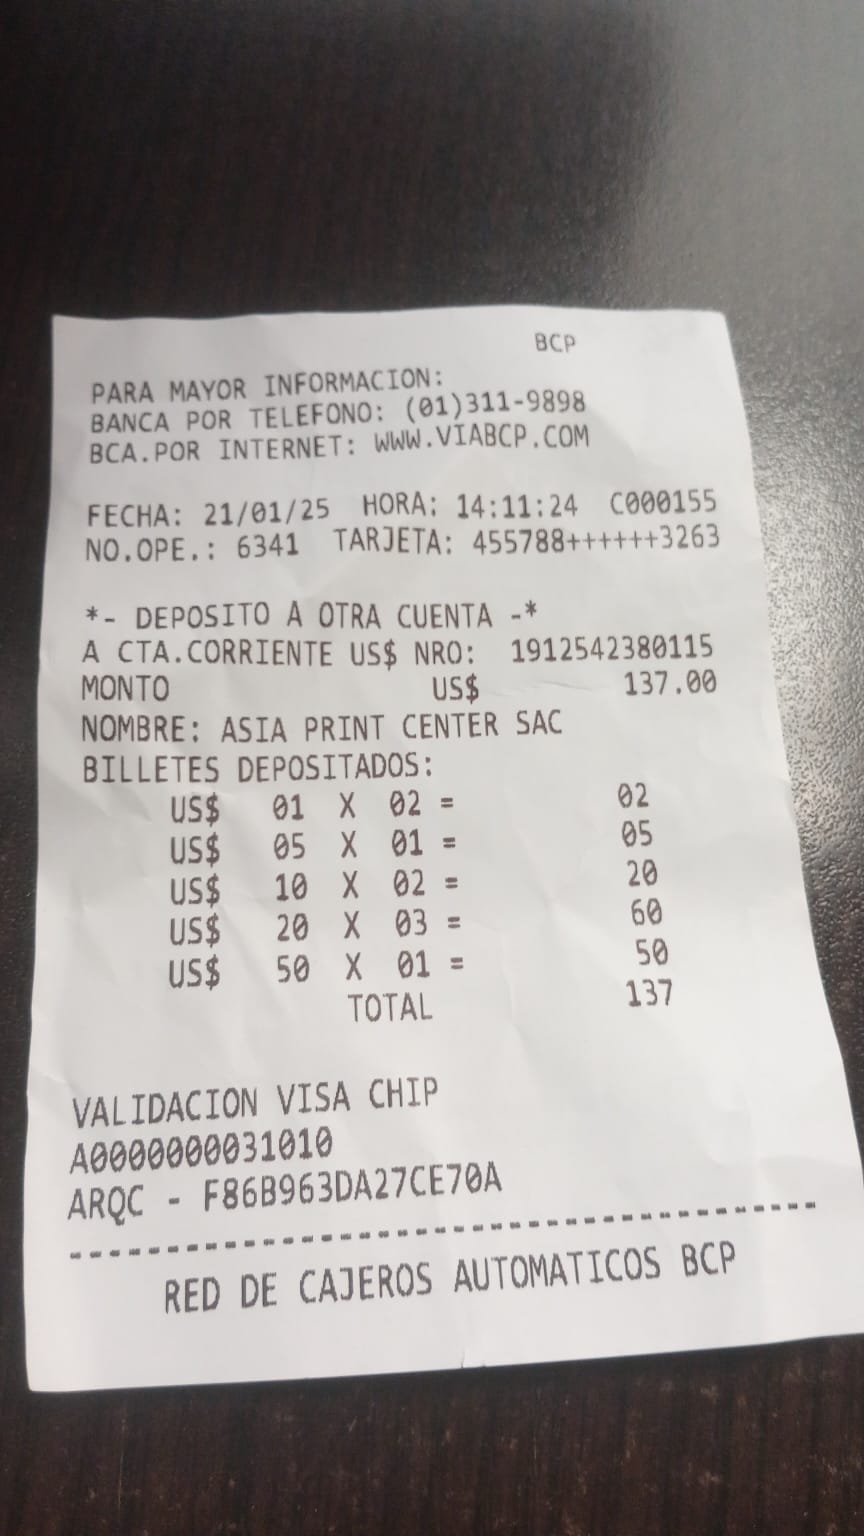 BCP
PARA MAYOR INFORMACION:
BANCA POR TELEFONO: (01)311-9898
BCA.POR INTERNET: WWW.VIABCP.COM
FECHA: 21/01/25 HORA: 14:11:24 C000155
NO.OPE.: 6341 TARJETA: 455788++++++3263
*- DEPOSITO A OTRA CUENTA -*
A CTA.CORRIENTE US$ NRO: 1912542380115
MONTO US$ 137.00
NOMBRE: ASIA PRINT CENTER SAC
BILLETES DEPOSITADOS:
US$ 01 X 02 = 02
US$ 05 X 01 = 05
US$ 10 X 02 = 20
US$ 20 X 03 = 60
US$ 50 X 01 = 50
TOTAL 137
VALIDACION VISA CHIP
A0000000031010
ARQC - F86B963DA27CE70A
----------------------------------------
RED DE CAJEROS AUTOMATICOS BCP